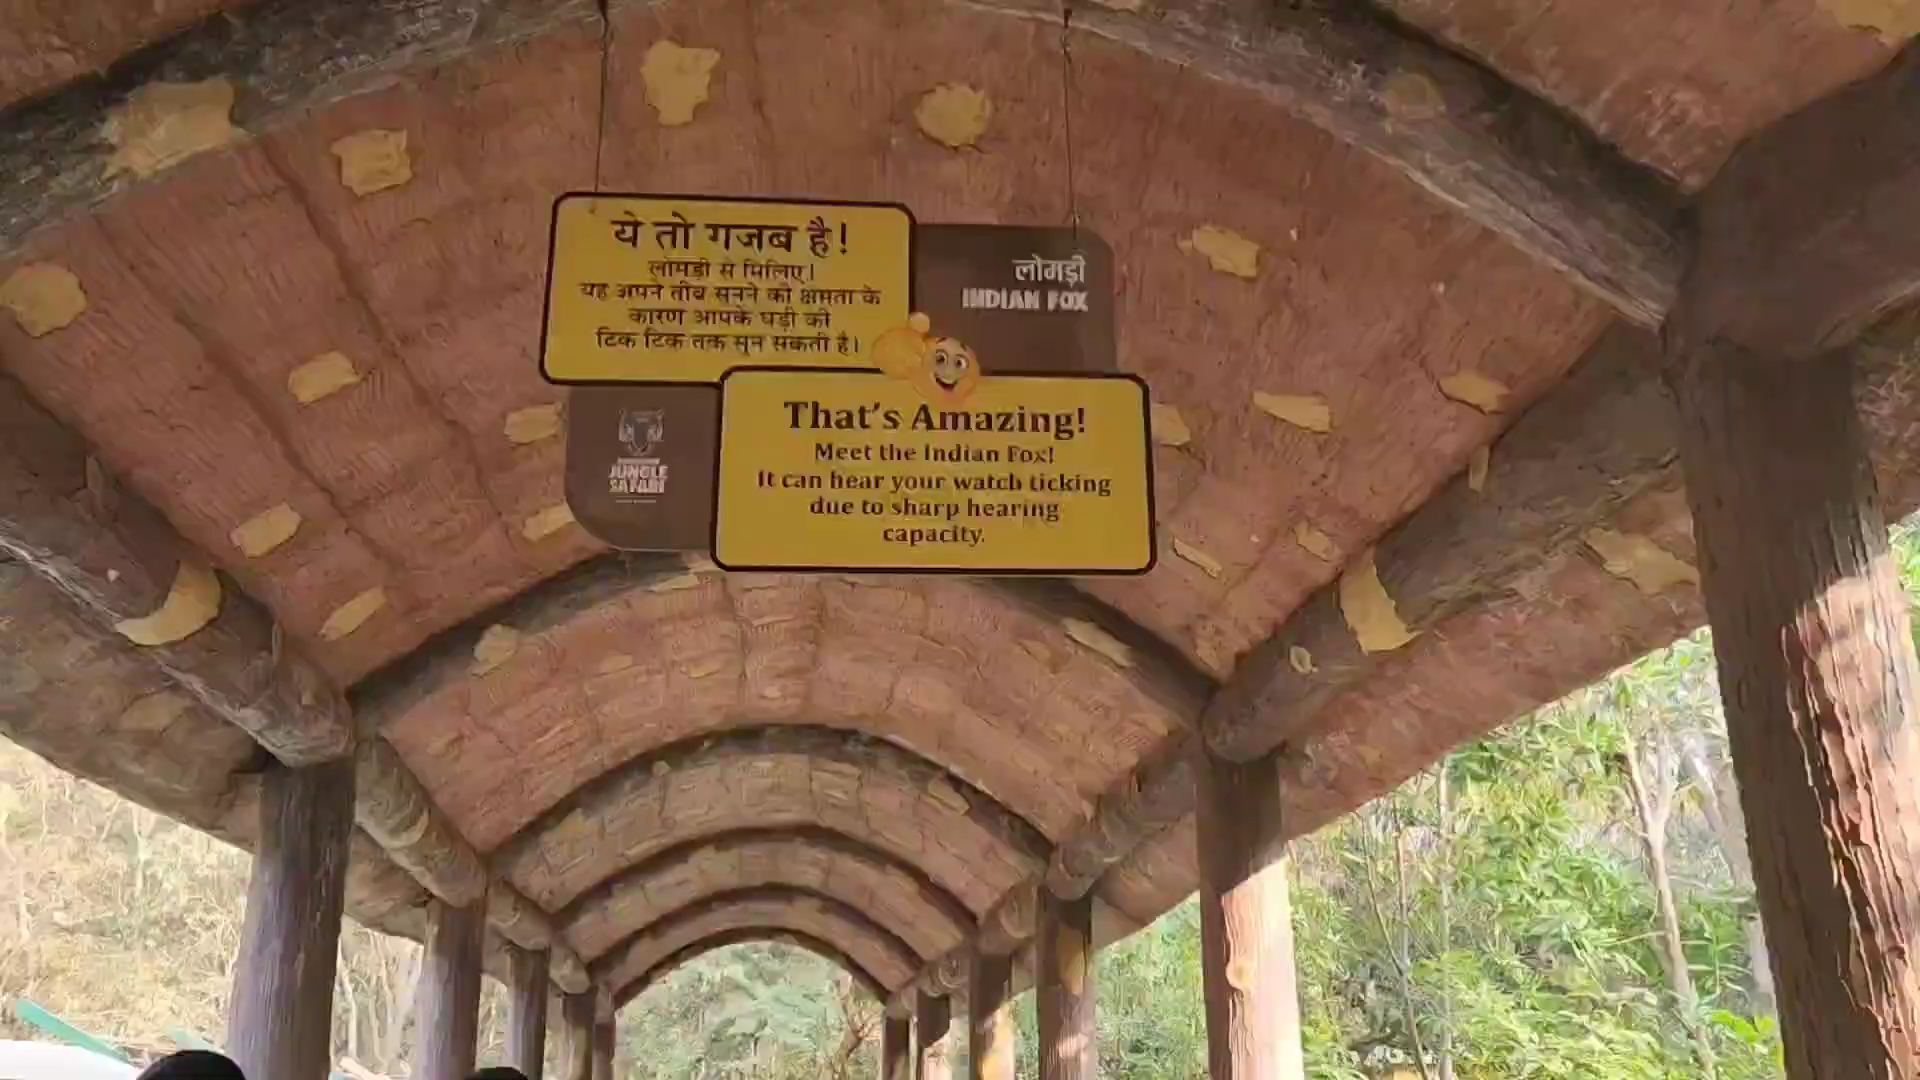 ये तो गजब है!
लोमड़ी से मिलिए।
यह अपने तीव्र सुनने की क्षमता के
कारण आपके घड़ी की
टिक टिक तक सुन सकती है।
लोमड़ी
INDIAN FOX
JUNGLE
SAFARI
That's Amazing!
Meet the Indian Fox!
It can hear your watch ticking
due to sharp hearing
capacity.